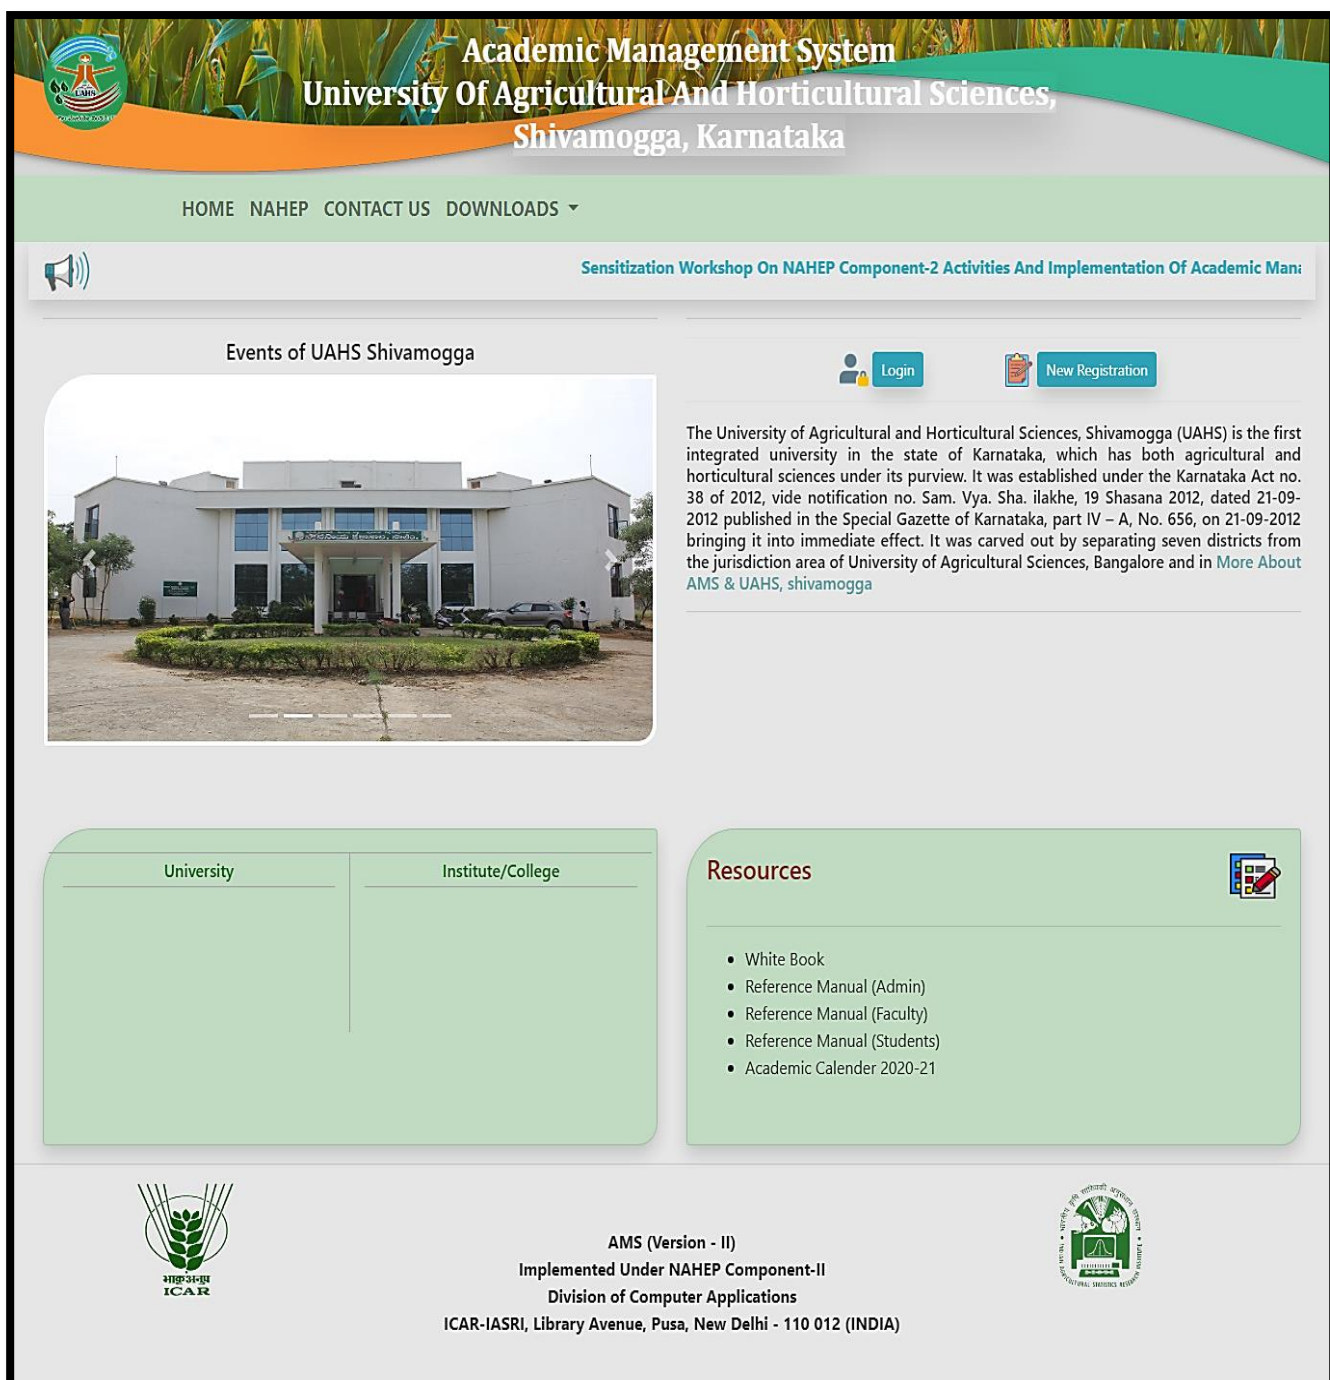 Academic Management System
University Of Agricultural And Horticultural Sciences,
Shivamogga, Karnataka
UAHS
HOME NAHEP CONTACT US DOWNLOADS
Sensitization Workshop On NAHEP Component-2 Activities And Implementation Of Academic Mana
Events of UAHS Shivamogga
Login
New Registration
The University of Agricultural and Horticultural Sciences, Shivamogga (UAHS) is the first
integrated university in the state of Karnataka, which has both agricultural and
horticultural sciences under its purview. It was established under the Karnataka Act no.
38 of 2012, vide notification no. Sam. Vya. Sha. ilakhe, 19 Shasana 2012, dated 21-09-
2012 published in the Special Gazette of Karnataka, part IV – A, No. 656, on 21-09-2012
bringing it into immediate effect. It was carved out by separating seven districts from
the jurisdiction area of University of Agricultural Sciences, Bangalore and in More About
AMS & UAHS, shivamogga
University
Institute/College
Resources
White Book
Reference Manual (Admin)
Reference Manual (Faculty)
Reference Manual (Students)
Academic Calender 2020-21
भाकृअनुप
ICAR
AMS (Version - II)
Implemented Under NAHEP Component-II
Division of Computer Applications
ICAR-IASRI, Library Avenue, Pusa, New Delhi - 110 012 (INDIA)